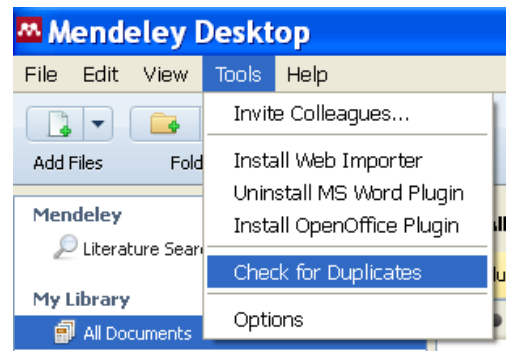 Mendeley Desktop
File Edit View Tools Help
Invite Colleagues...
Add Files
Install Web Importer
Uninstall MS Word Plugin
Install OpenOffice Plugin
Mendeley
Literature
Check for Duplicates
My Library
All Documents
Options